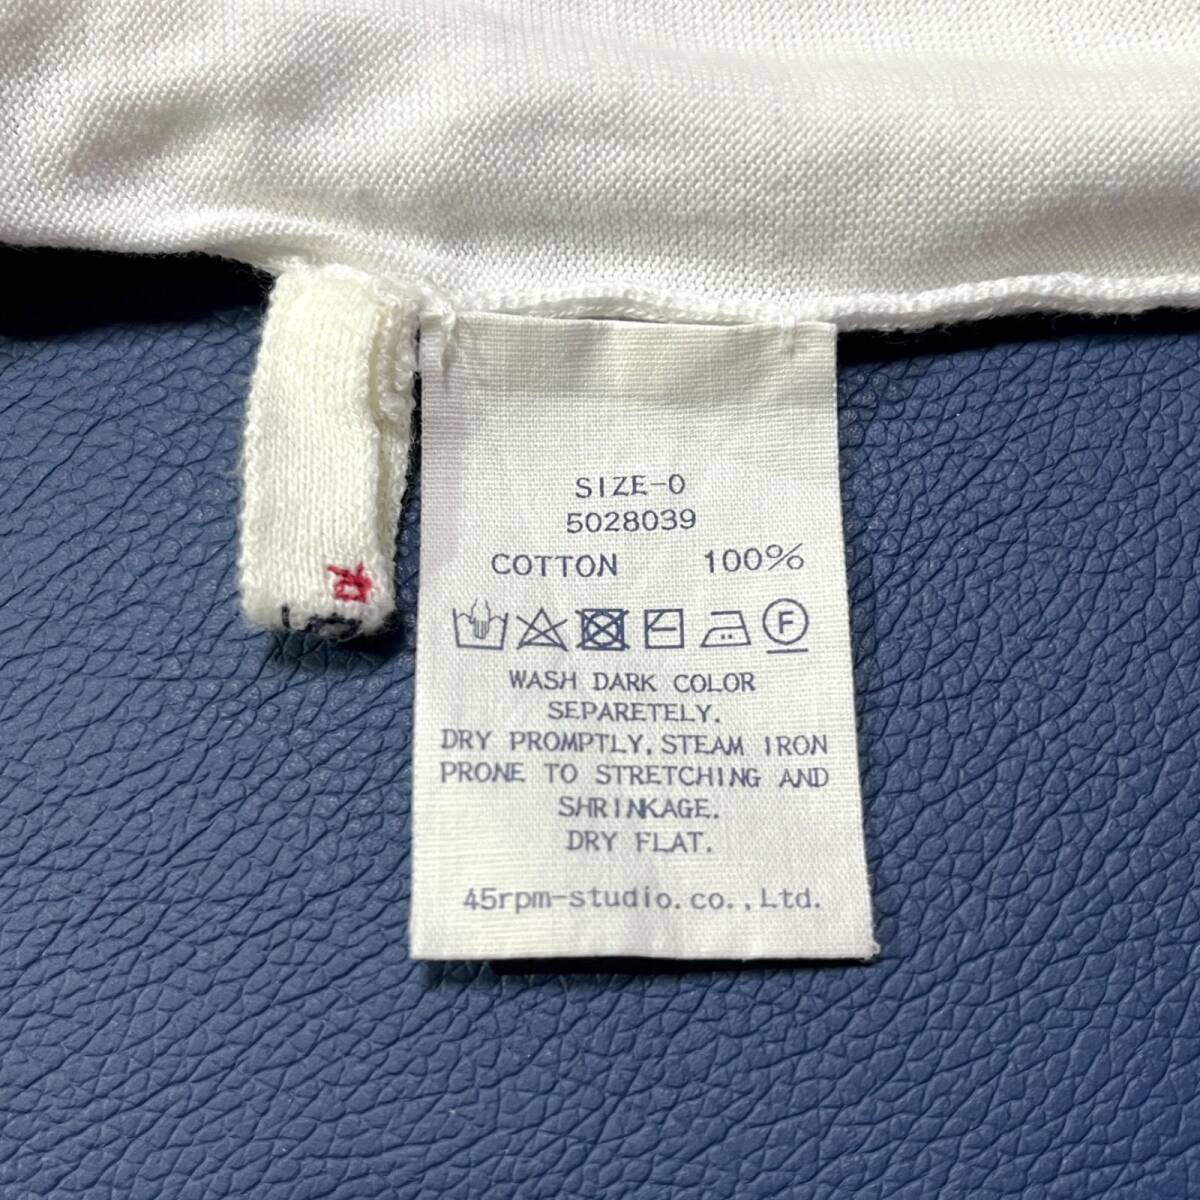 SIZE-0
5028039
COTTON 100%
F
WASH DARK COLOR
SEPARETELY.
DRY PROMPTLY.STEAM IRON
PRONE TO STRETCHING AND
SHRINKAGE.
DRY FLAT.
45rpm-studio.co.,Ltd.
R